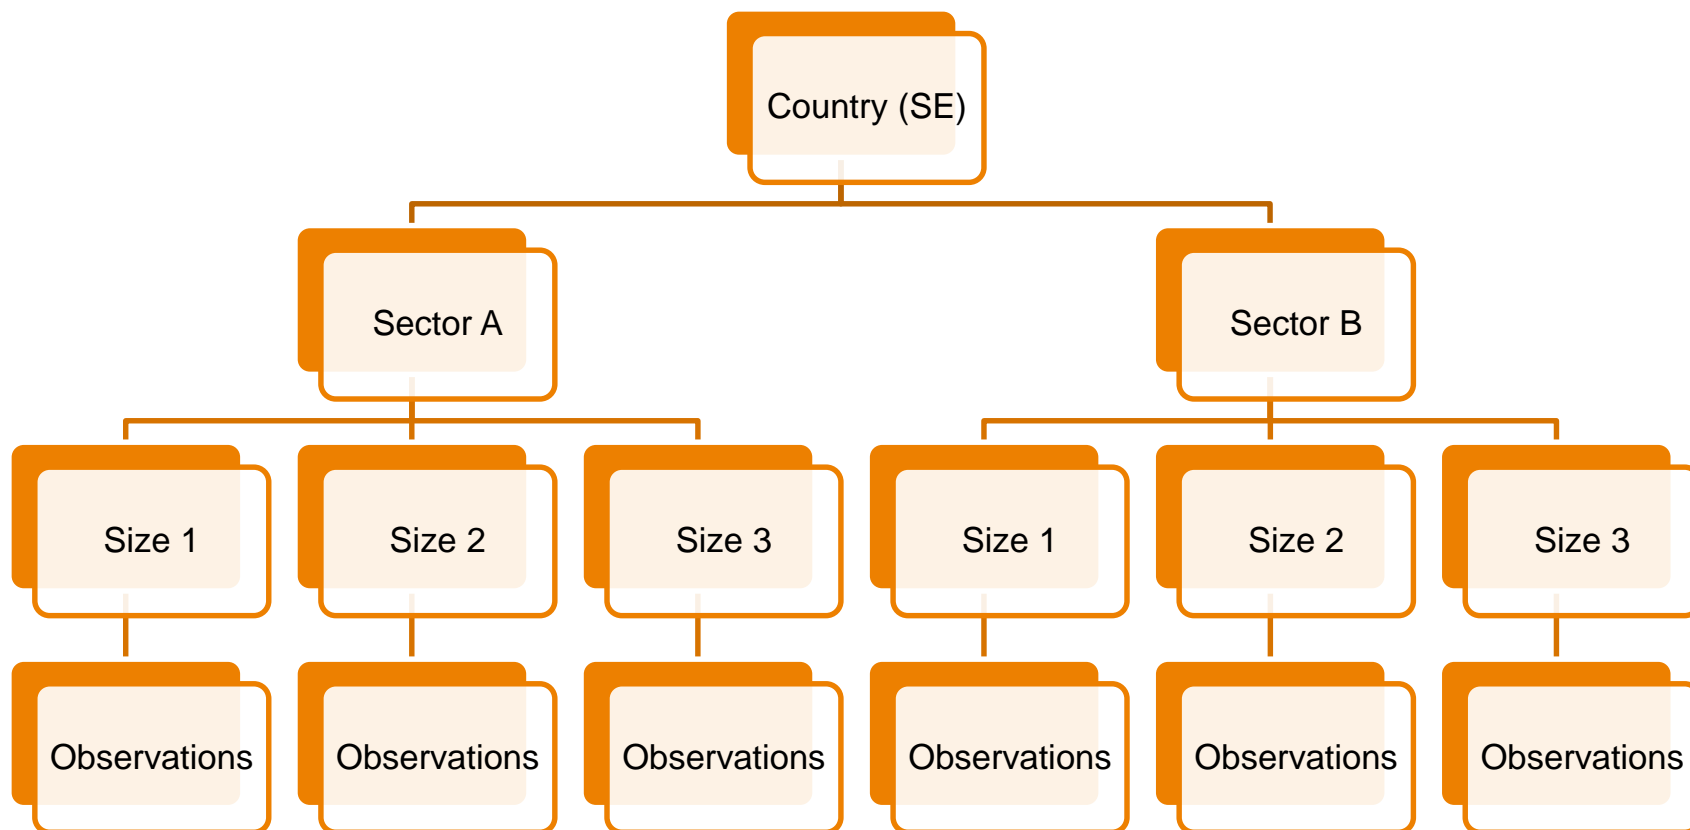 Country (SE)
Sector A
Sector B
Size 1
Size 2
Size 3
Size 1
Size 2
Size 3
Observations
Observations
Observations
Observations
Observations
Observations